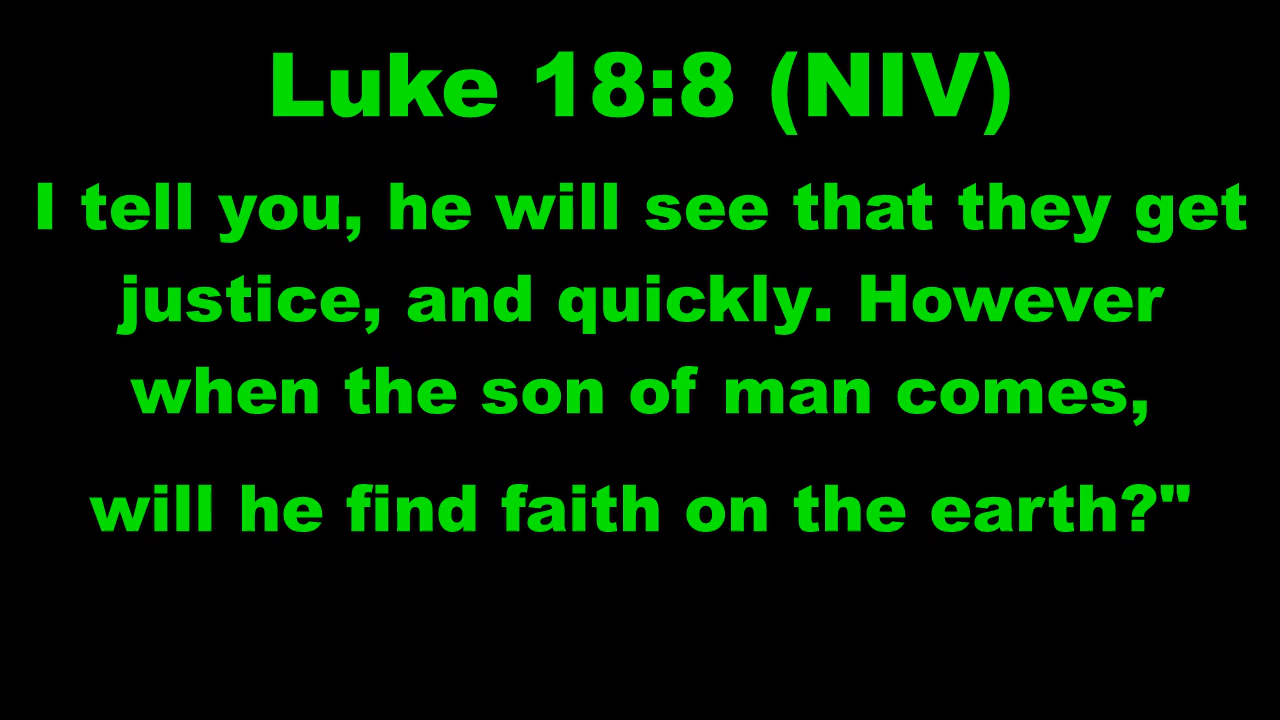 Luke 18:8 (NIV)
I tell you, he will see that they get
justice, and quickly. However
when the son of man comes,
will he find faith on the earth?"